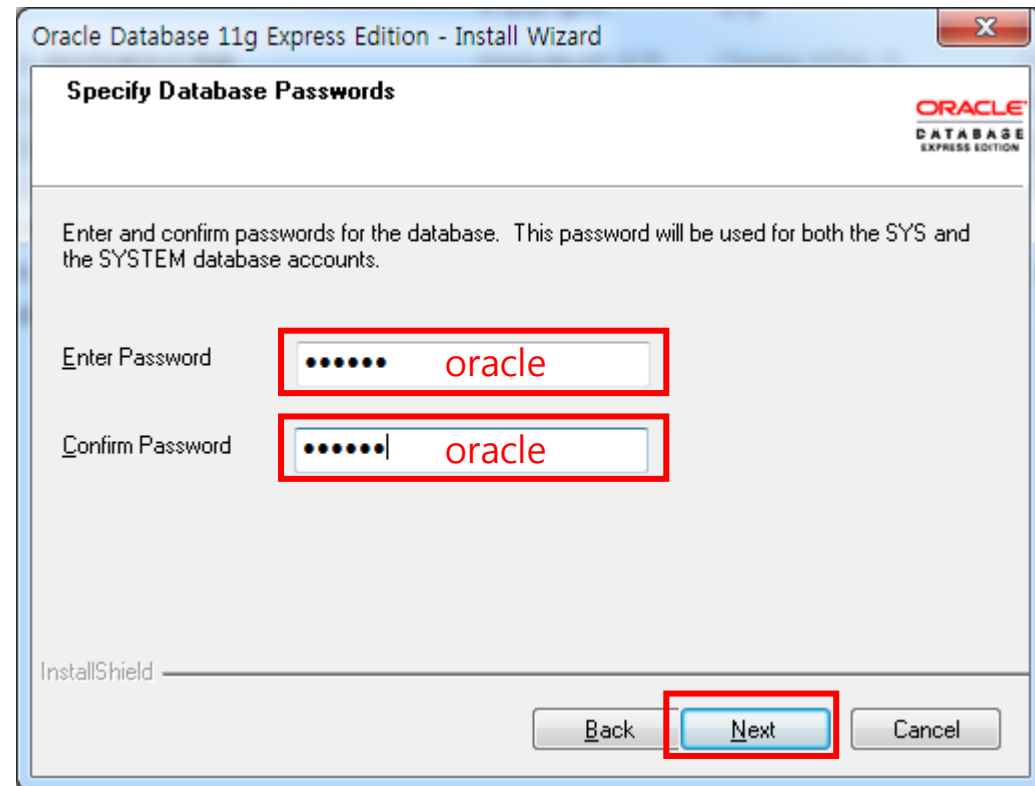 Oracle Database 11g Express Edition - Install Wizard
Specify Database Passwords
ORACLE
DATABASE
EXPRESS EDITION
Enter and confirm passwords for the database.  This password will be used for both the SYS and
the SYSTEM database accounts.
Enter Password
•••••• oracle
Confirm Password
•••••• oracle
InstallShield
Back Next Cancel